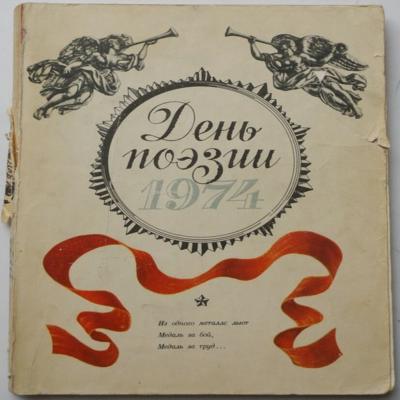 День
поэзии
1974
Из одного металла льют
Медаль за бой,
Медаль за труд...